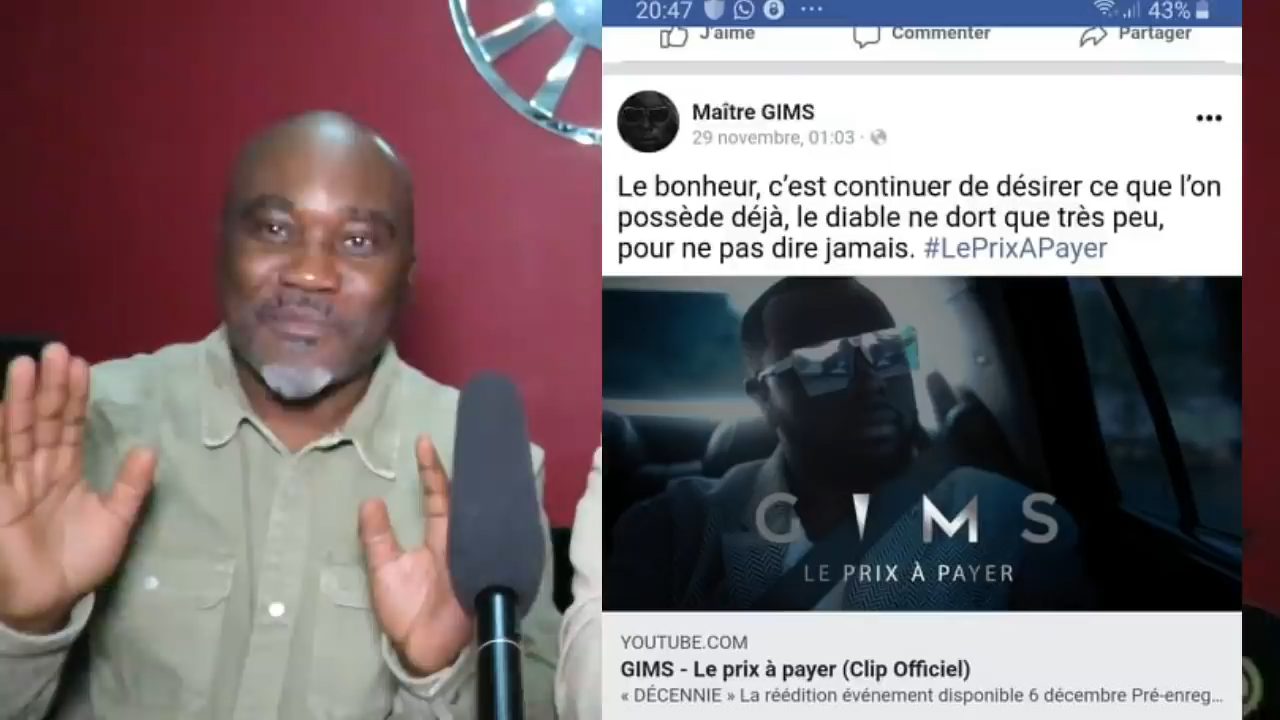 20:47 43%
J'aime Commenter Partager
Maître GIMS
29 novembre, 01:03
Le bonheur, c'est continuer de désirer ce que l'on
possède déjà, le diable ne dort que très peu,
pour ne pas dire jamais. #LePrixAPayer
GIMS
LE PRIX À PAYER
YOUTUBE.COM
GIMS - Le prix à payer (Clip Officiel)
« DÉCENNIE » La réédition événement disponible 6 décembre Pré-enreg...